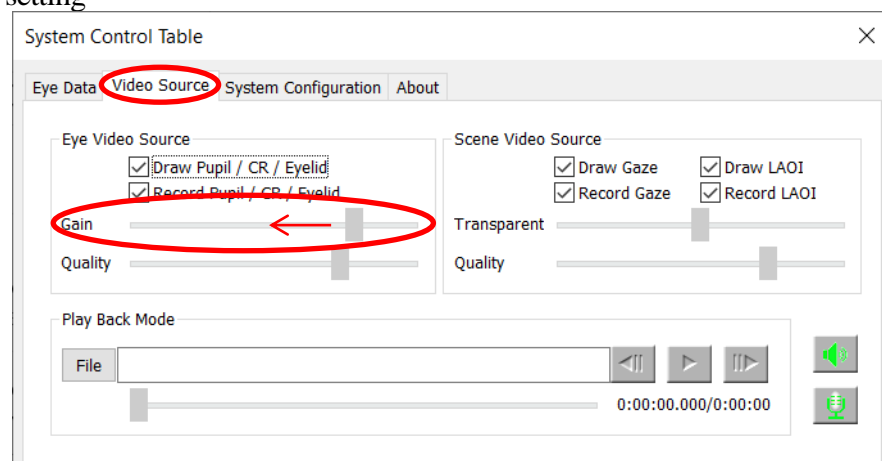 setting
System Control Table
Eye Data Video Source System Configuration About
Eye Video Source
Draw Pupil / CR / Eyelid
Record Pupil / CR / Eyelid
Gain
Quality
Scene Video Source
Draw Gaze Draw LAOI
Record Gaze Record LAOI
Transparent
Quality
Play Back Mode
File
0:00:00.000/0:00:00